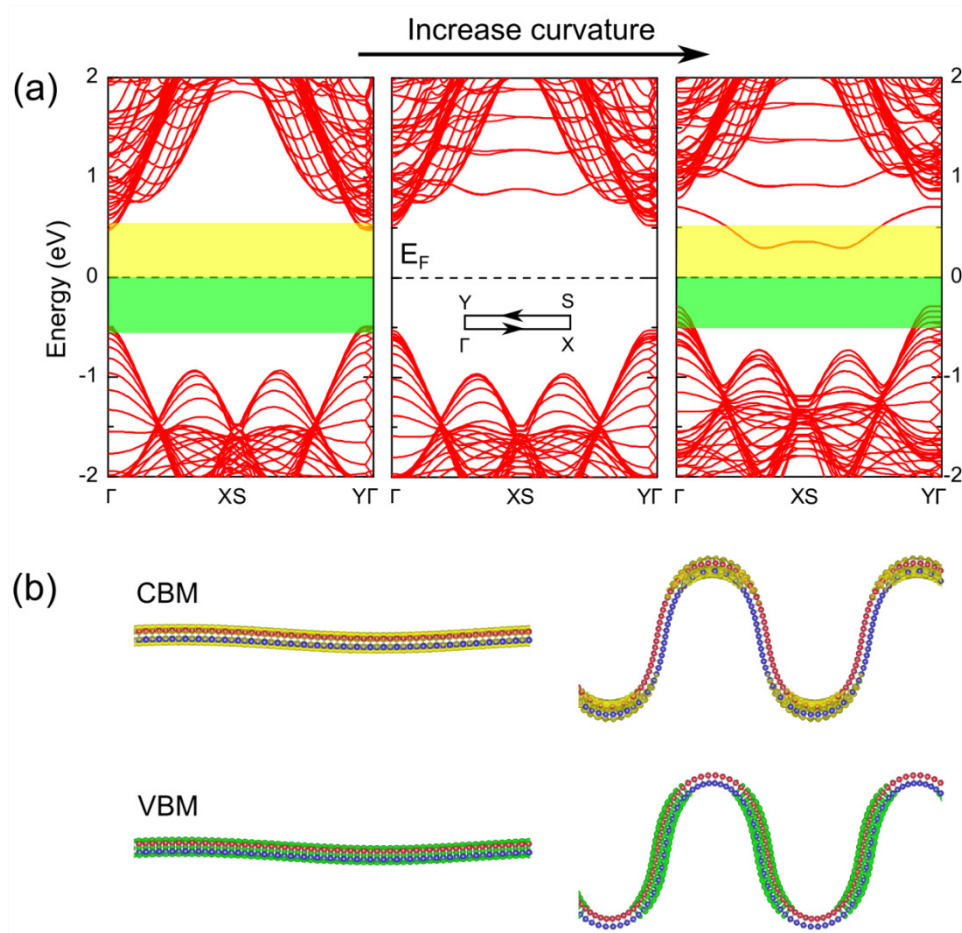 Increase curvature
(a)
Energy (eV)
2
1
0
-1
-2
E_F
Y S
Γ X
2
1
0
-1
-2
Γ XS YΓ Γ XS YΓ Γ XS YΓ
(b)
CBM
VBM